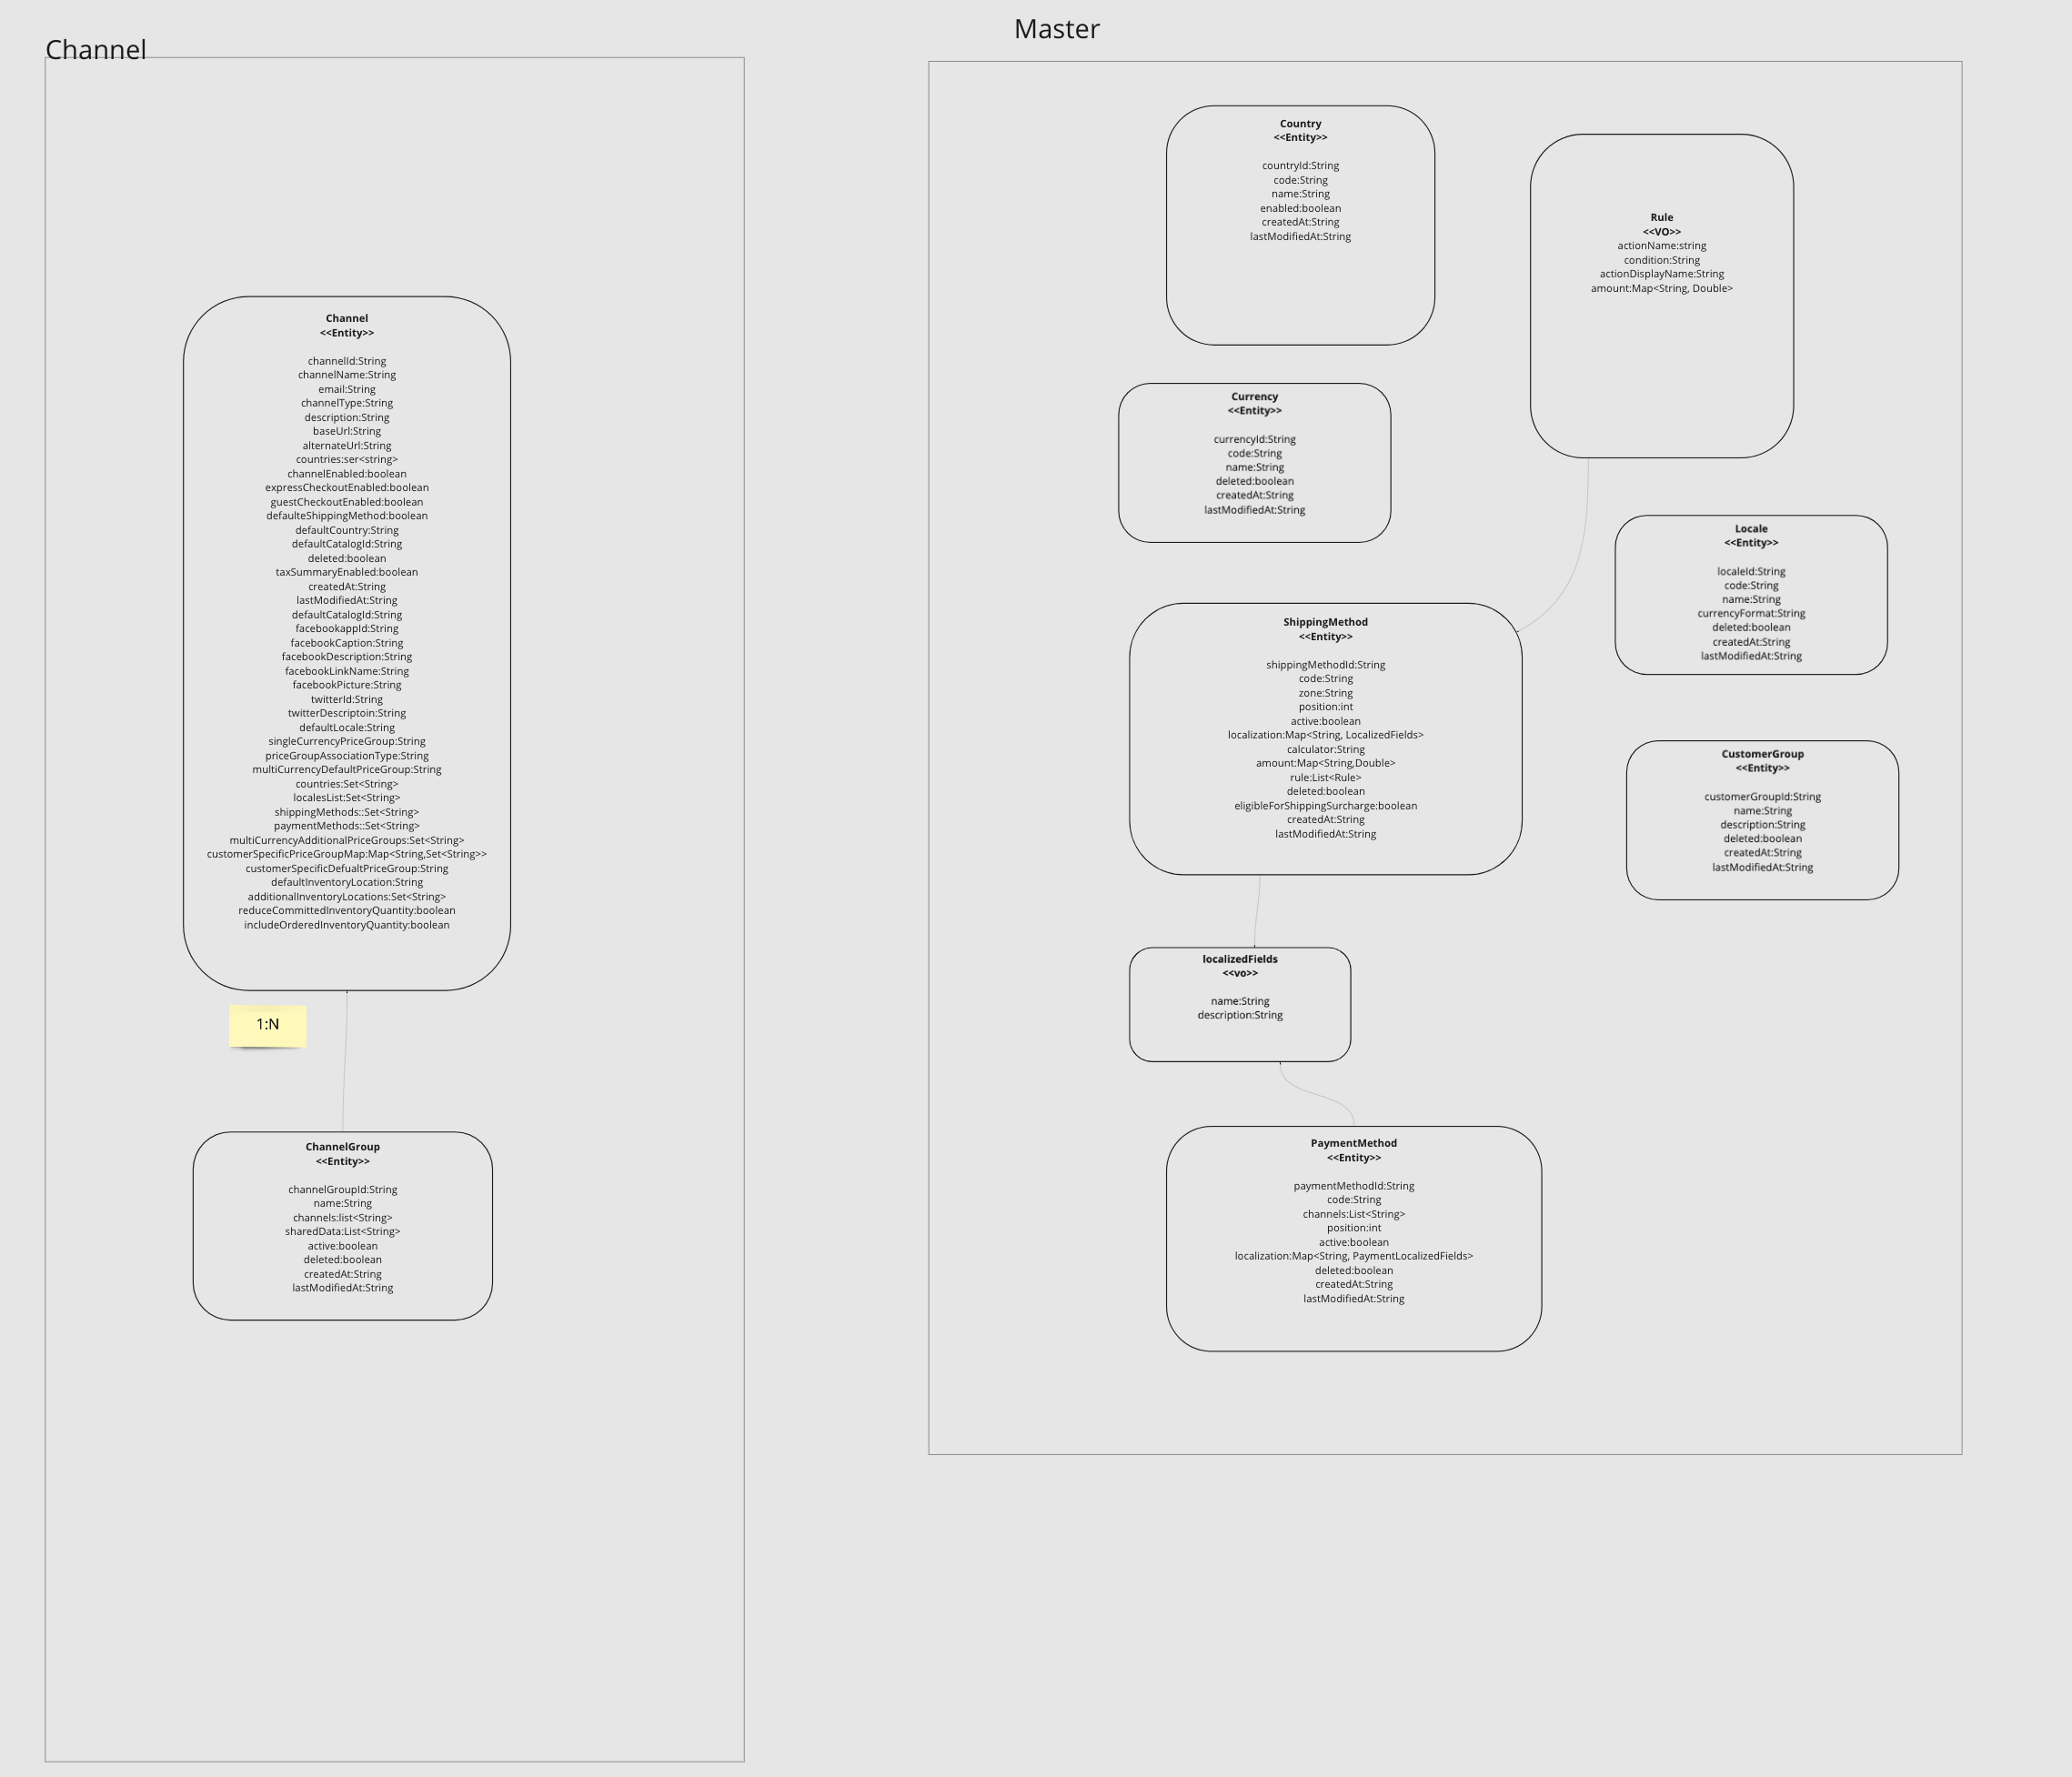 Channel
Channel
<<Entity>>
channelId:String
channelName:String
email:String
channelType:String
description:String
baseUrl:String
alternateUrl:String
countries:ser<string>
channelEnabled:boolean
expressCheckoutEnabled:boolean
guestCheckoutEnabled:boolean
defaulteShippingMethod:boolean
defaultCountry:String
defaultCatalogId:String
deleted:boolean
taxSummaryEnabled:boolean
createdAt:String
lastModifiedAt:String
defaultCatalogId:String
facebookappId:String
facebookCaption:String
facebookDescription:String
facebookLinkName:String
facebookPicture:String
twitterId:String
twitterDescriptoin:String
defaultLocale:String
singleCurrencyPriceGroup:String
priceGroupAssociationType:String
multiCurrencyDefaultPriceGroup:String
countries:Set<String>
localesList:Set<String>
shippingMethods::Set<String>
paymentMethods::Set<String>
multiCurrencyAdditionalPriceGroups:Set<String>
customerSpecificPriceGroupMap:Map<String,Set<String>>
customerSpecificDefualtPriceGroup:String
defaultInventoryLocation:String
additionalInventoryLocations:Set<String>
reduceCommittedInventoryQuantity:boolean
includeOrderedInventoryQuantity:boolean
1:N
ChannelGroup
<<Entity>>
channelGroupId:String
name:String
channels:list<String>
sharedData:List<String>
active:boolean
deleted:boolean
createdAt:String
lastModifiedAt:String
Master
Country
<<Entity>>
countryId:String
code:String
name:String
enabled:boolean
createdAt:String
lastModifiedAt:String
Rule
<<VO>>
actionName:string
condition:String
actionDisplayName:String
amount:Map<String, Double>
Currency
<<Entity>>
currencyId:String
code:String
name:String
deleted:boolean
createdAt:String
lastModifiedAt:String
Locale
<<Entity>>
localeId:String
code:String
name:String
currencyFormat:String
deleted:boolean
createdAt:String
lastModifiedAt:String
ShippingMethod
<<Entity>>
shippingMethodId:String
code:String
zone:String
position:int
active:boolean
localization:Map<String, LocalizedFields>
calculator:String
amount:Map<String,Double>
rule:List<Rule>
deleted:boolean
eligibleForShippingSurcharge:boolean
createdAt:String
lastModifiedAt:String
CustomerGroup
<<Entity>>
customerGroupId:String
name:String
description:String
deleted:boolean
createdAt:String
lastModifiedAt:String
localizedFields
<<vo>>
name:String
description:String
PaymentMethod
<<Entity>>
paymentMethodId:String
code:String
channels:List<String>
position:int
active:boolean
localization:Map<String, PaymentLocalizedFields>
deleted:boolean
createdAt:String
lastModifiedAt:String